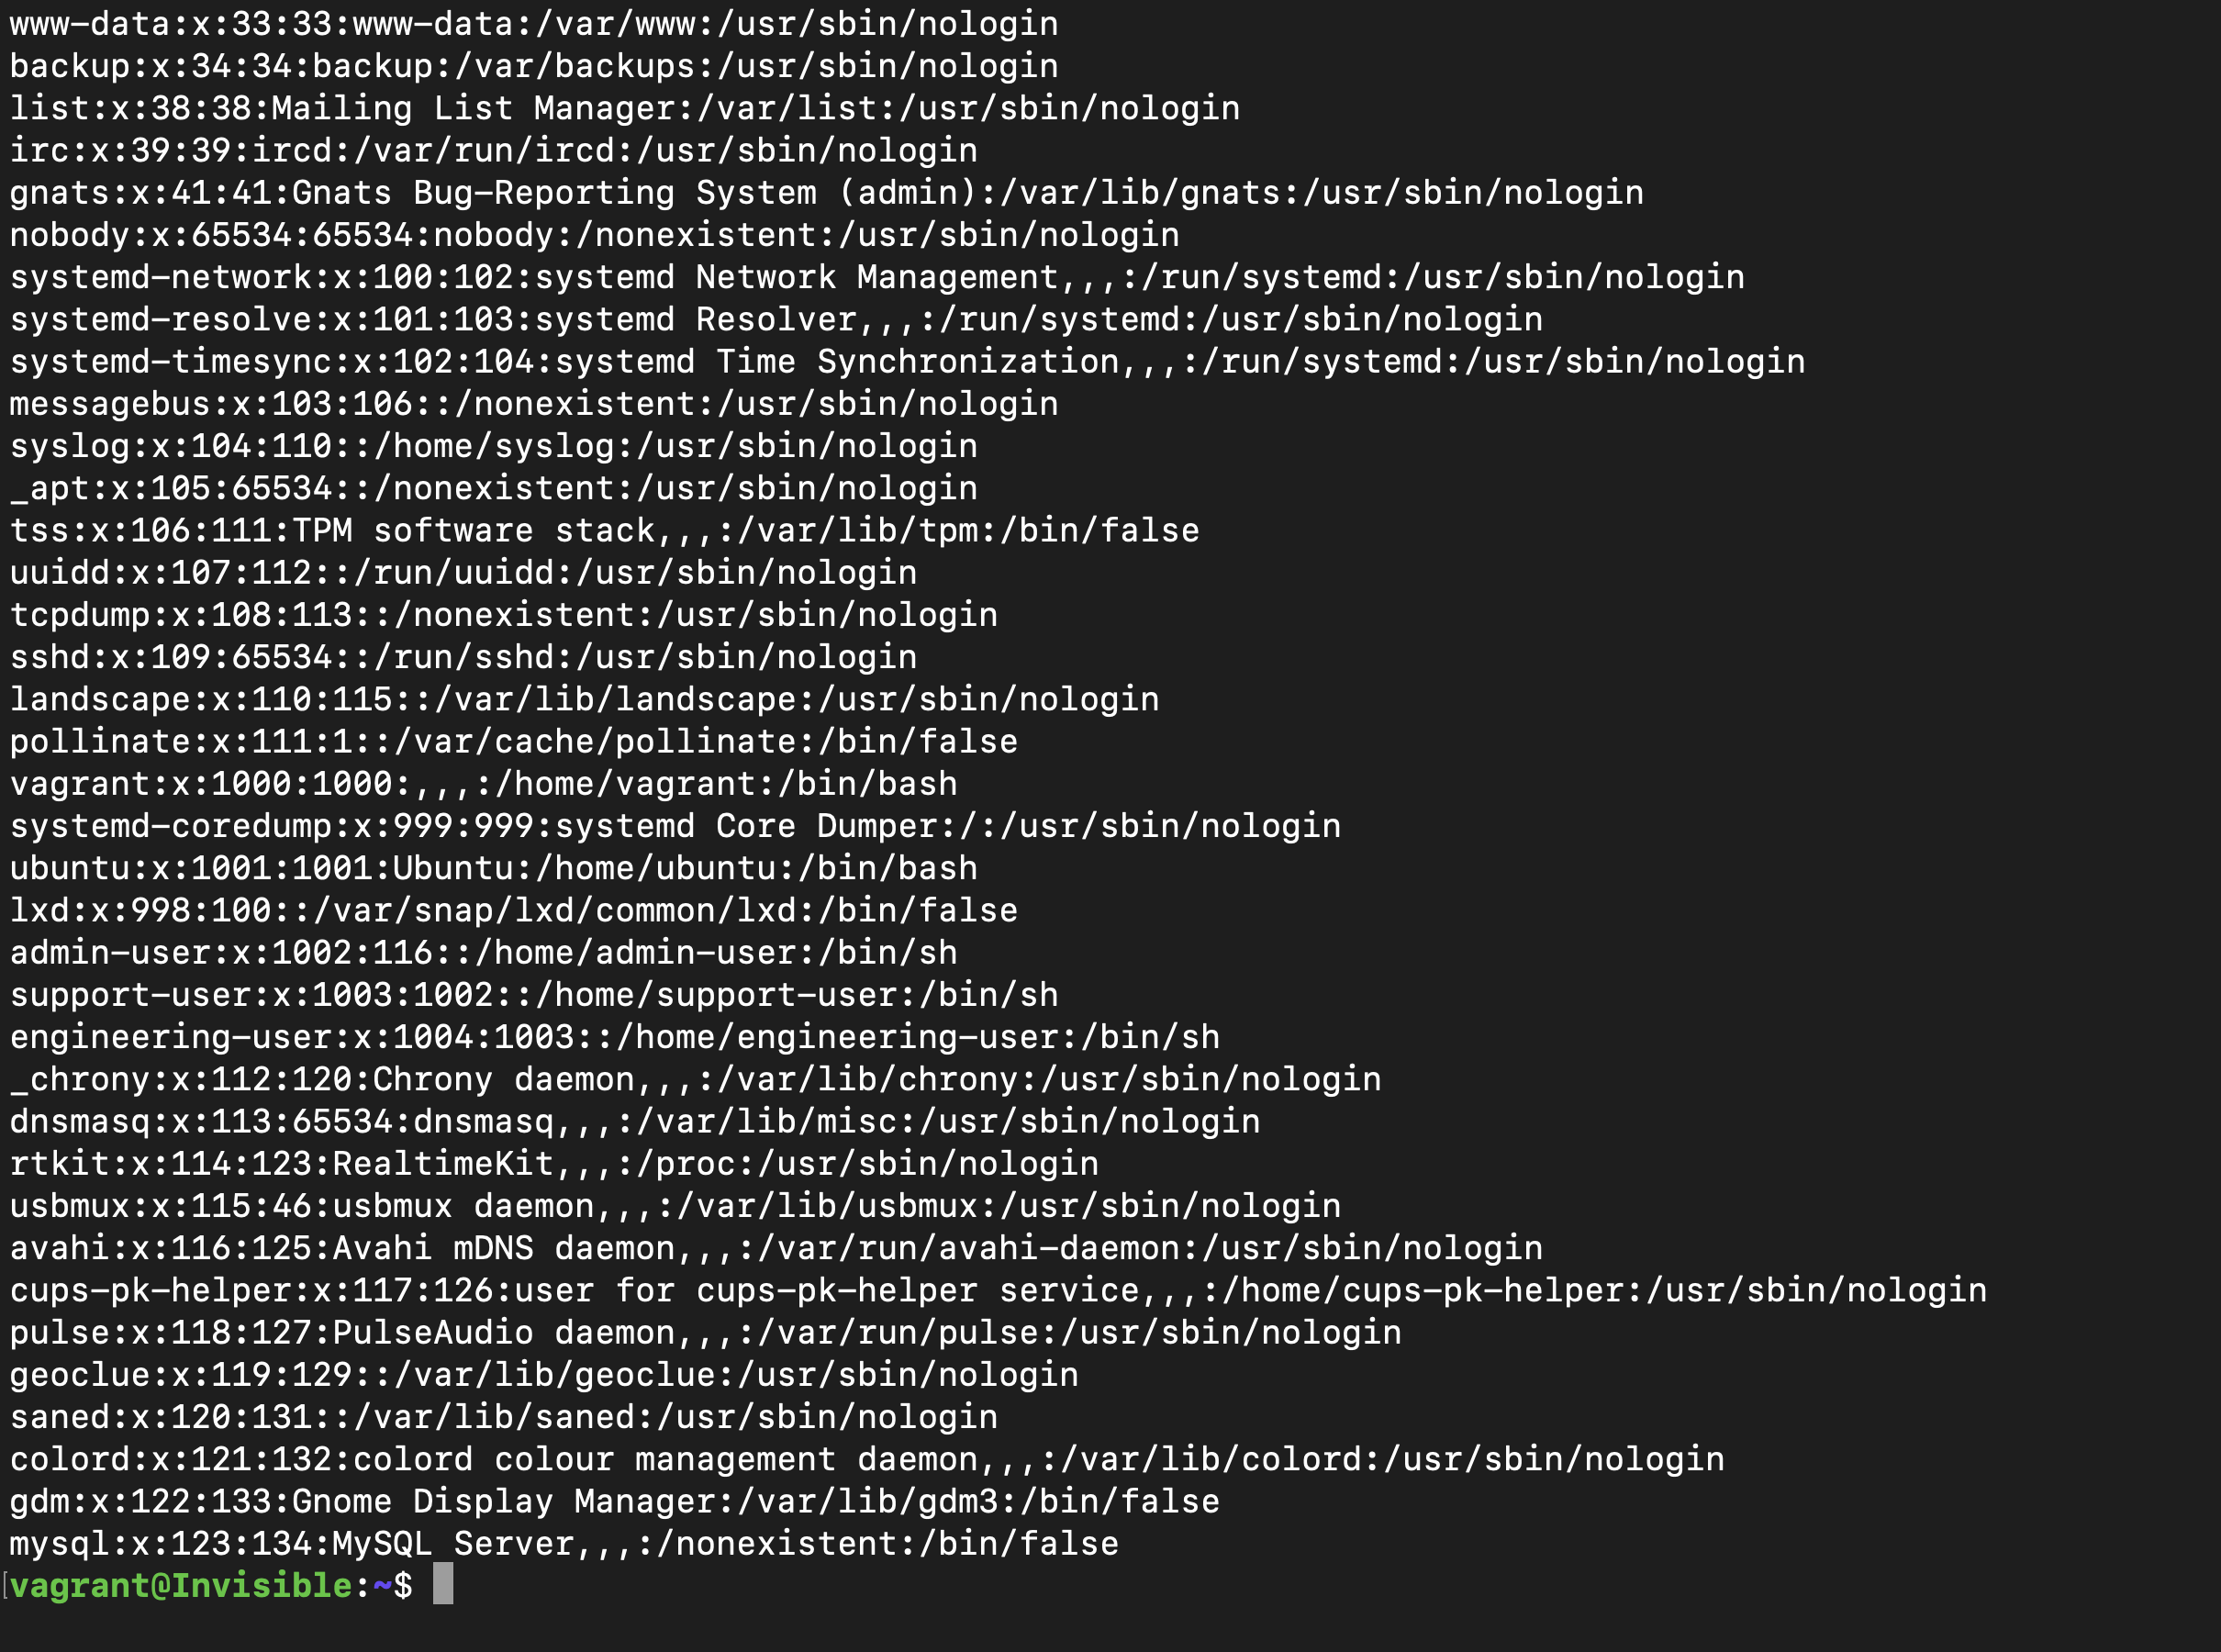 www-data:x:33:33:www-data:/var/www:/usr/sbin/nologin
backup:x:34:34:backup:/var/backups:/usr/sbin/nologin
list:x:38:38:Mailing List Manager:/var/list:/usr/sbin/nologin
irc:x:39:39:ircd:/var/run/ircd:/usr/sbin/nologin
gnats:x:41:41:Gnats Bug-Reporting System (admin):/var/lib/gnats:/usr/sbin/nologin
nobody:x:65534:65534:nobody:/nonexistent:/usr/sbin/nologin
systemd-network:x:100:102:systemd Network Management,,,:/run/systemd:/usr/sbin/nologin
systemd-resolve:x:101:103:systemd Resolver,,,:/run/systemd:/usr/sbin/nologin
systemd-timesync:x:102:104:systemd Time Synchronization,,,:/run/systemd:/usr/sbin/nologin
messagebus:x:103:106::/nonexistent:/usr/sbin/nologin
syslog:x:104:110::/home/syslog:/usr/sbin/nologin
_apt:x:105:65534::/nonexistent:/usr/sbin/nologin
tss:x:106:111:TPM software stack,,,:/var/lib/tpm:/bin/false
uuidd:x:107:112::/run/uuidd:/usr/sbin/nologin
tcpdump:x:108:113::/nonexistent:/usr/sbin/nologin
sshd:x:109:65534::/run/sshd:/usr/sbin/nologin
landscape:x:110:115::/var/lib/landscape:/usr/sbin/nologin
pollinate:x:111:1::/var/cache/pollinate:/bin/false
vagrant:x:1000:1000:,,,:/home/vagrant:/bin/bash
systemd-coredump:x:999:999:systemd Core Dumper:/:/usr/sbin/nologin
ubuntu:x:1001:1001:Ubuntu:/home/ubuntu:/bin/bash
lxd:x:998:100::/var/snap/lxd/common/lxd:/bin/false
admin-user:x:1002:116::/home/admin-user:/bin/sh
support-user:x:1003:1002::/home/support-user:/bin/sh
engineering-user:x:1004:1003::/home/engineering-user:/bin/sh
_chrony:x:112:120:Chrony daemon,,,:/var/lib/chrony:/usr/sbin/nologin
dnsmasq:x:113:65534:dnsmasq,,,:/var/lib/misc:/usr/sbin/nologin
rtkit:x:114:123:RealtimeKit,,,:/proc:/usr/sbin/nologin
usbmux:x:115:46:usbmux daemon,,,:/var/lib/usbmux:/usr/sbin/nologin
avahi:x:116:125:Avahi mDNS daemon,,,:/var/run/avahi-daemon:/usr/sbin/nologin
cups-pk-helper:x:117:126:user for cups-pk-helper service,,,:/home/cups-pk-helper:/usr/sbin/nologin
pulse:x:118:127:PulseAudio daemon,,,:/var/run/pulse:/usr/sbin/nologin
geoclue:x:119:129::/var/lib/geoclue:/usr/sbin/nologin
saned:x:120:131::/var/lib/saned:/usr/sbin/nologin
colord:x:121:132:colord colour management daemon,,,:/var/lib/colord:/usr/sbin/nologin
gdm:x:122:133:Gnome Display Manager:/var/lib/gdm3:/bin/false
mysql:x:123:134:MySQL Server,,,:/nonexistent:/bin/false
vagrant@Invisible:~$